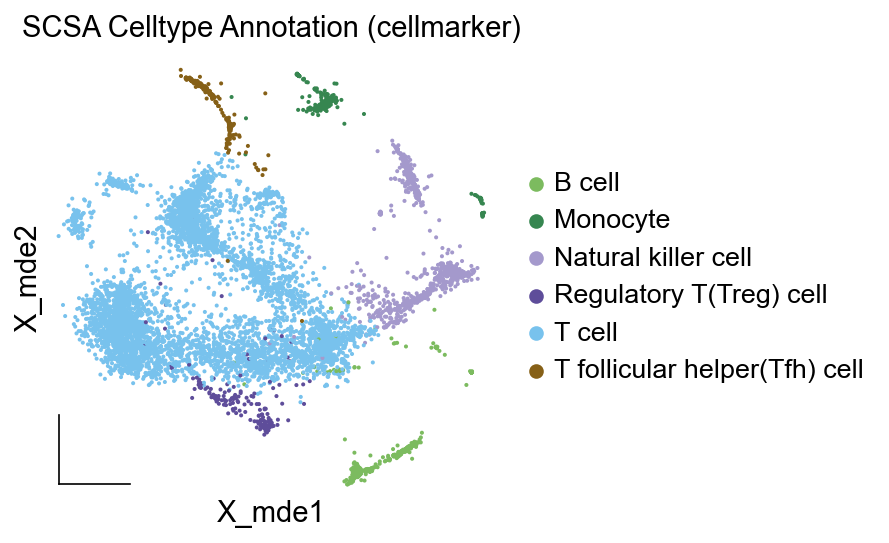 SCSA Celltype Annotation (cellmarker)
X_mde2
X_mde1
B cell
Monocyte
Natural killer cell
Regulatory T(Treg) cell
T cell
T follicular helper(Tfh) cell